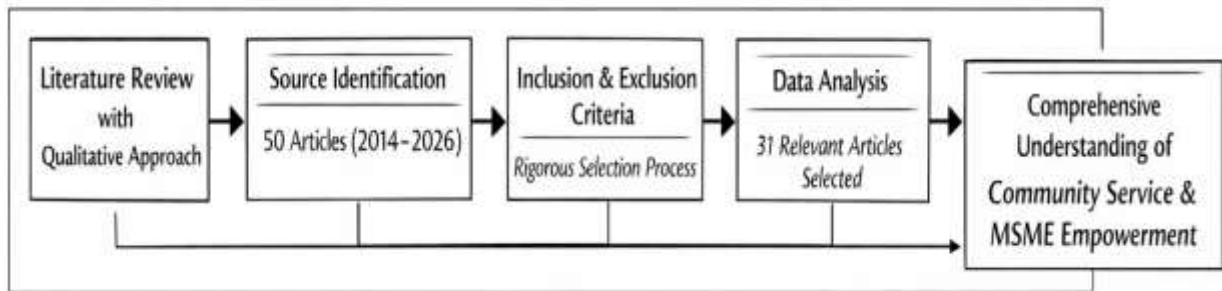 Literature Review
with
Qualitative Approach
Source Identification
50 Articles (2014–2026)
Inclusion & Exclusion
Criteria
Rigorous Selection Process
Data Analysis
31 Relevant Articles
Selected
Comprehensive
Understanding of
Community Service &
MSME Empowerment